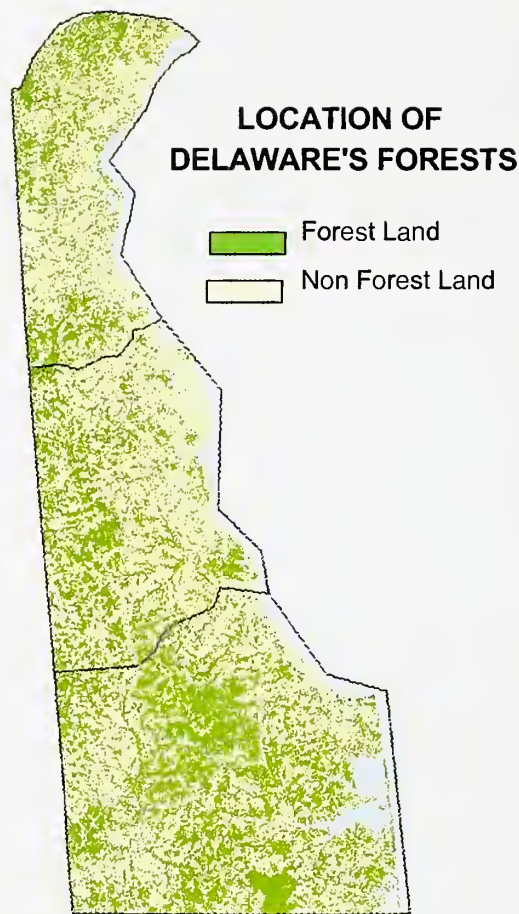 LOCATION OF
DELAWARE'S FORESTS
Forest Land
Non Forest Land